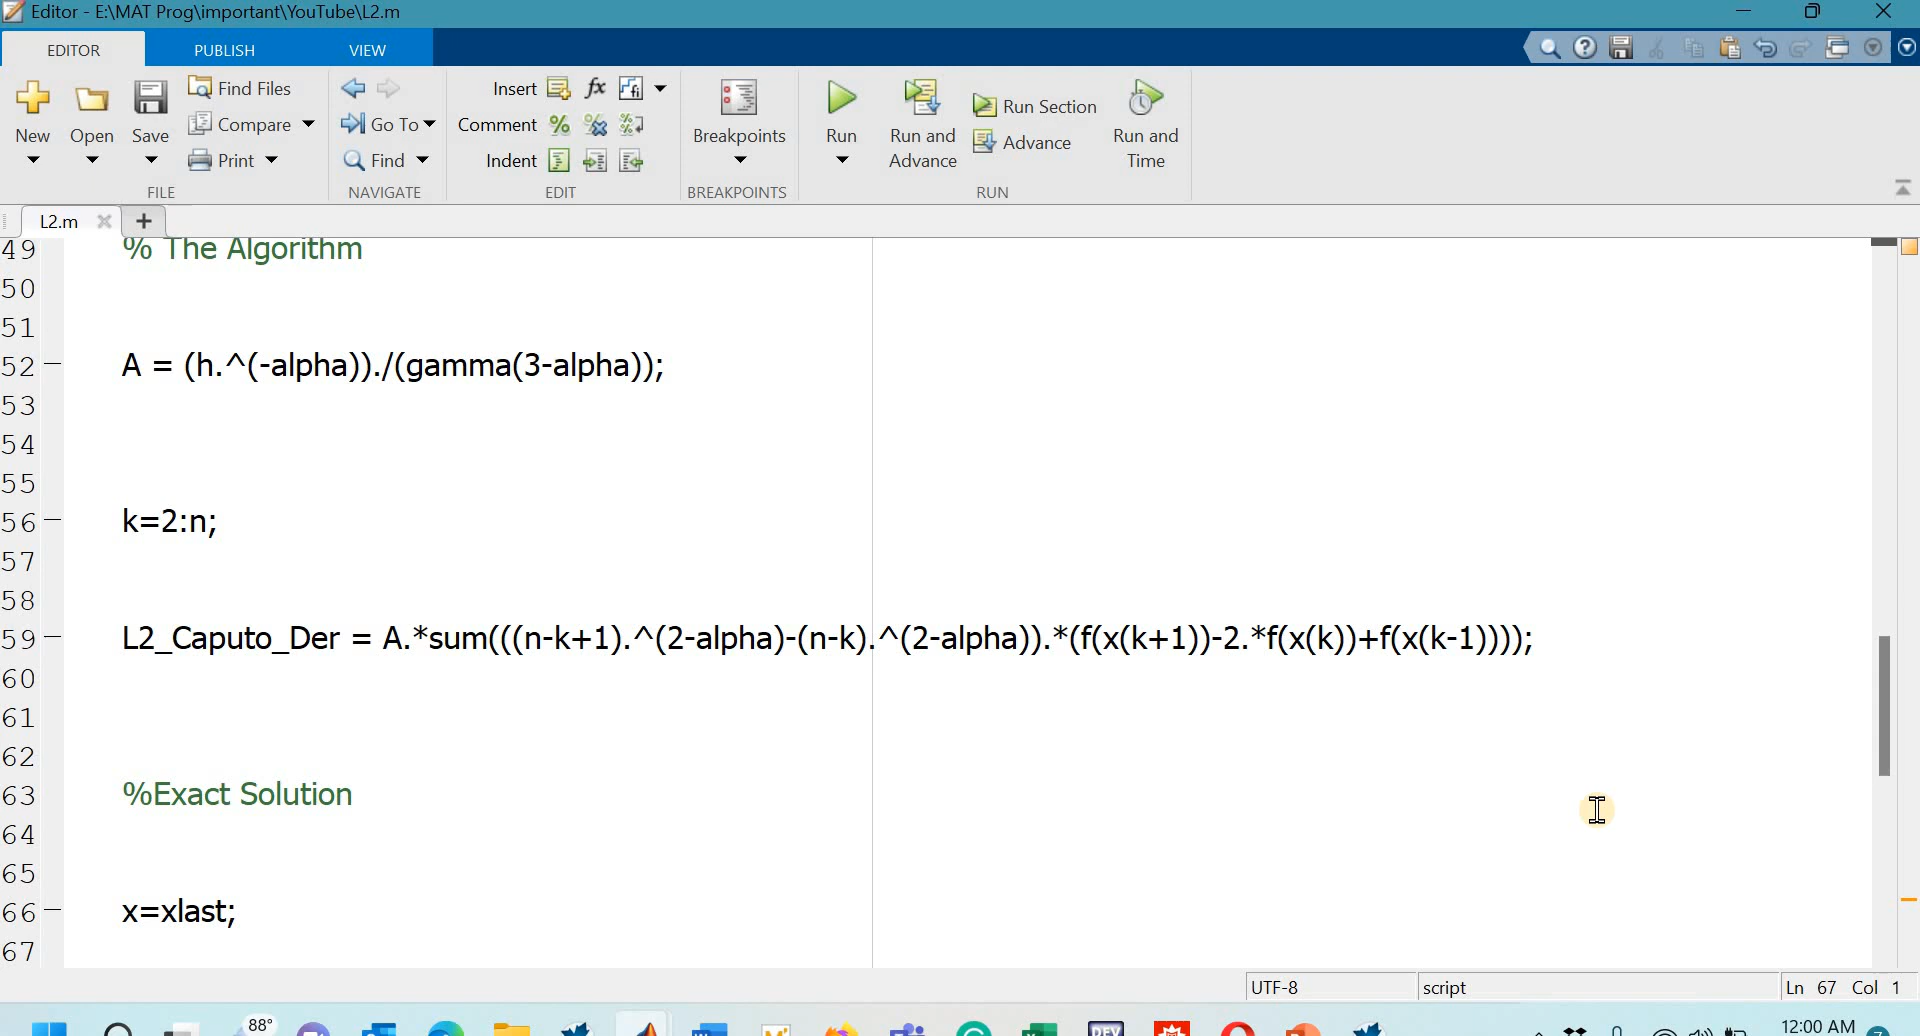 Editor - E:\MAT Prog\important\YouTube\L2.m
EDITOR PUBLISH VIEW
New
Open
Save
Find Files
Compare
Print
FILE
Go To
Find
NAVIGATE
Insert fx fi
Comment
Indent
EDIT
Breakpoints
BREAKPOINTS
Run
Run and Advance
Run Section
Advance
Run and Time
RUN
L2.m
49 % The Algorithm
50
51
52 A = (h.^(-alpha))./(gamma(3-alpha));
53
54
55
56 k=2:n;
57
58
59 L2_Caputo_Der = A.*sum(((n-k+1).^(2-alpha)-(n-k).^(2-alpha)).*(f(x(k+1))-2.*f(x(k))+f(x(k-1))));
60
61
62
63 %Exact Solution
64
65
66 x=xlast;
67
UTF-8 script Ln 67 Col 1
88° DEV 12:00 AM 7